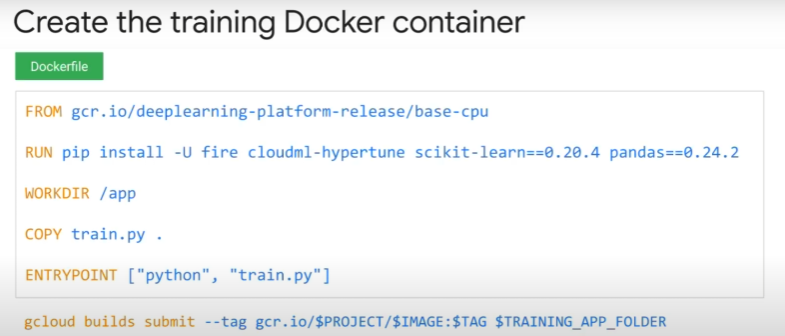 Create the training Docker container
Dockerfile
FROM gcr.io/deeplearning-platform-release/base-cpu
RUN pip install -U fire cloudml-hypertune scikit-learn==0.20.4 pandas==0.24.2
WORKDIR /app
COPY train.py .
ENTRYPOINT ["python", "train.py"]
gcloud builds submit --tag gcr.io/$PROJECT/$IMAGE:$TAG $TRAINING_APP_FOLDER